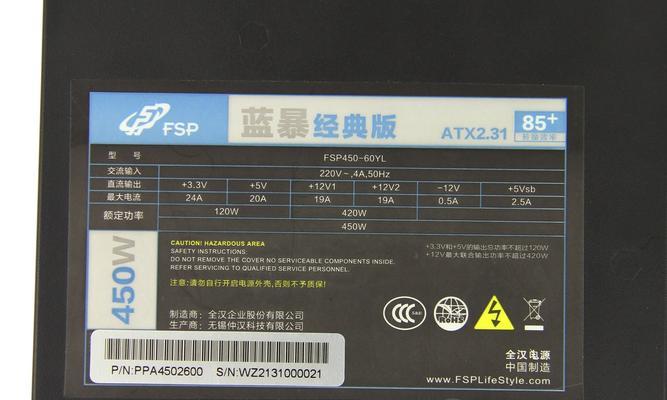 FSP 蓝暴经典版 ATX2.31 85+
轻量效率
型 号 FSP450-60YL
交流输入 220V~,4A,50Hz
直流输出 +3.3V +5V +12V1 +12V2 -12V +5Vsb
最大电流 24A 20A 19A 19A 0.5A 2.5A
额定功率 120W 420W
450W
450W
CAUTION! HAZARDOUS AREA
SAFETY INSTRUCTIONS:
DO NOT REMOVE THE COVER NO SERVICEABLE COMPONENTS INSIDE.
REFER SERVICING TO QUALIFIED SERVICE PERSONNEL.
注意:请勿自行开启电源外壳,否则不予质保!
+3.3V和+5V的输出总功率不超过120W
+12V最大联合输出功率不超过420W
制造商:全汉企业股份有限公司
生产商:无锡仲汉科技有限公司
CCC
P/N:PPA4502600 S/N:WZ2131000021
全汉电源
中国制造
www.FSPLifeStyle.com